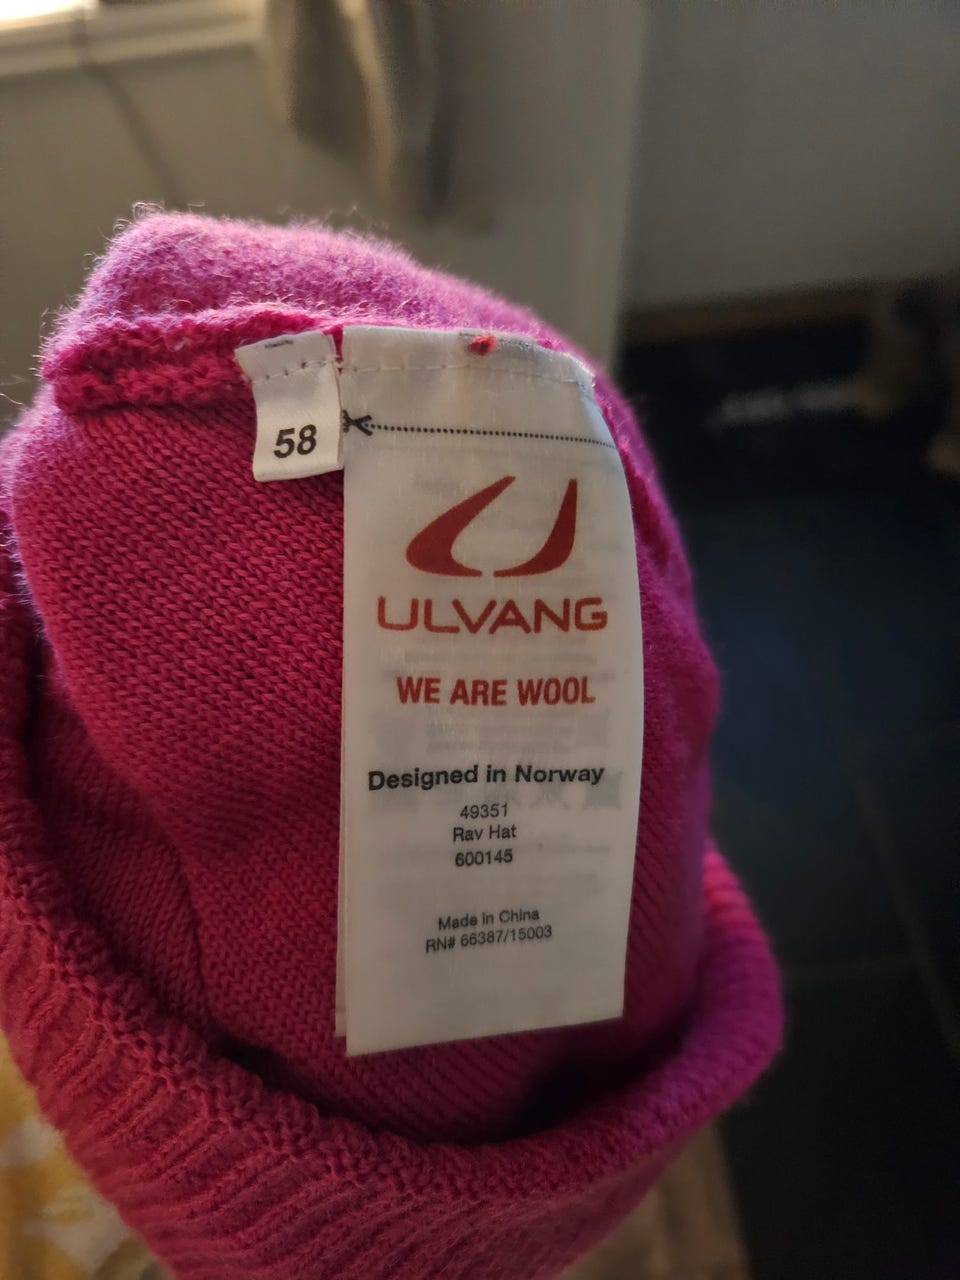 58
ULVANG
WE ARE WOOL
Designed in Norway
49351
Rav Hat
600145
Made in China
RN# 66387/15003